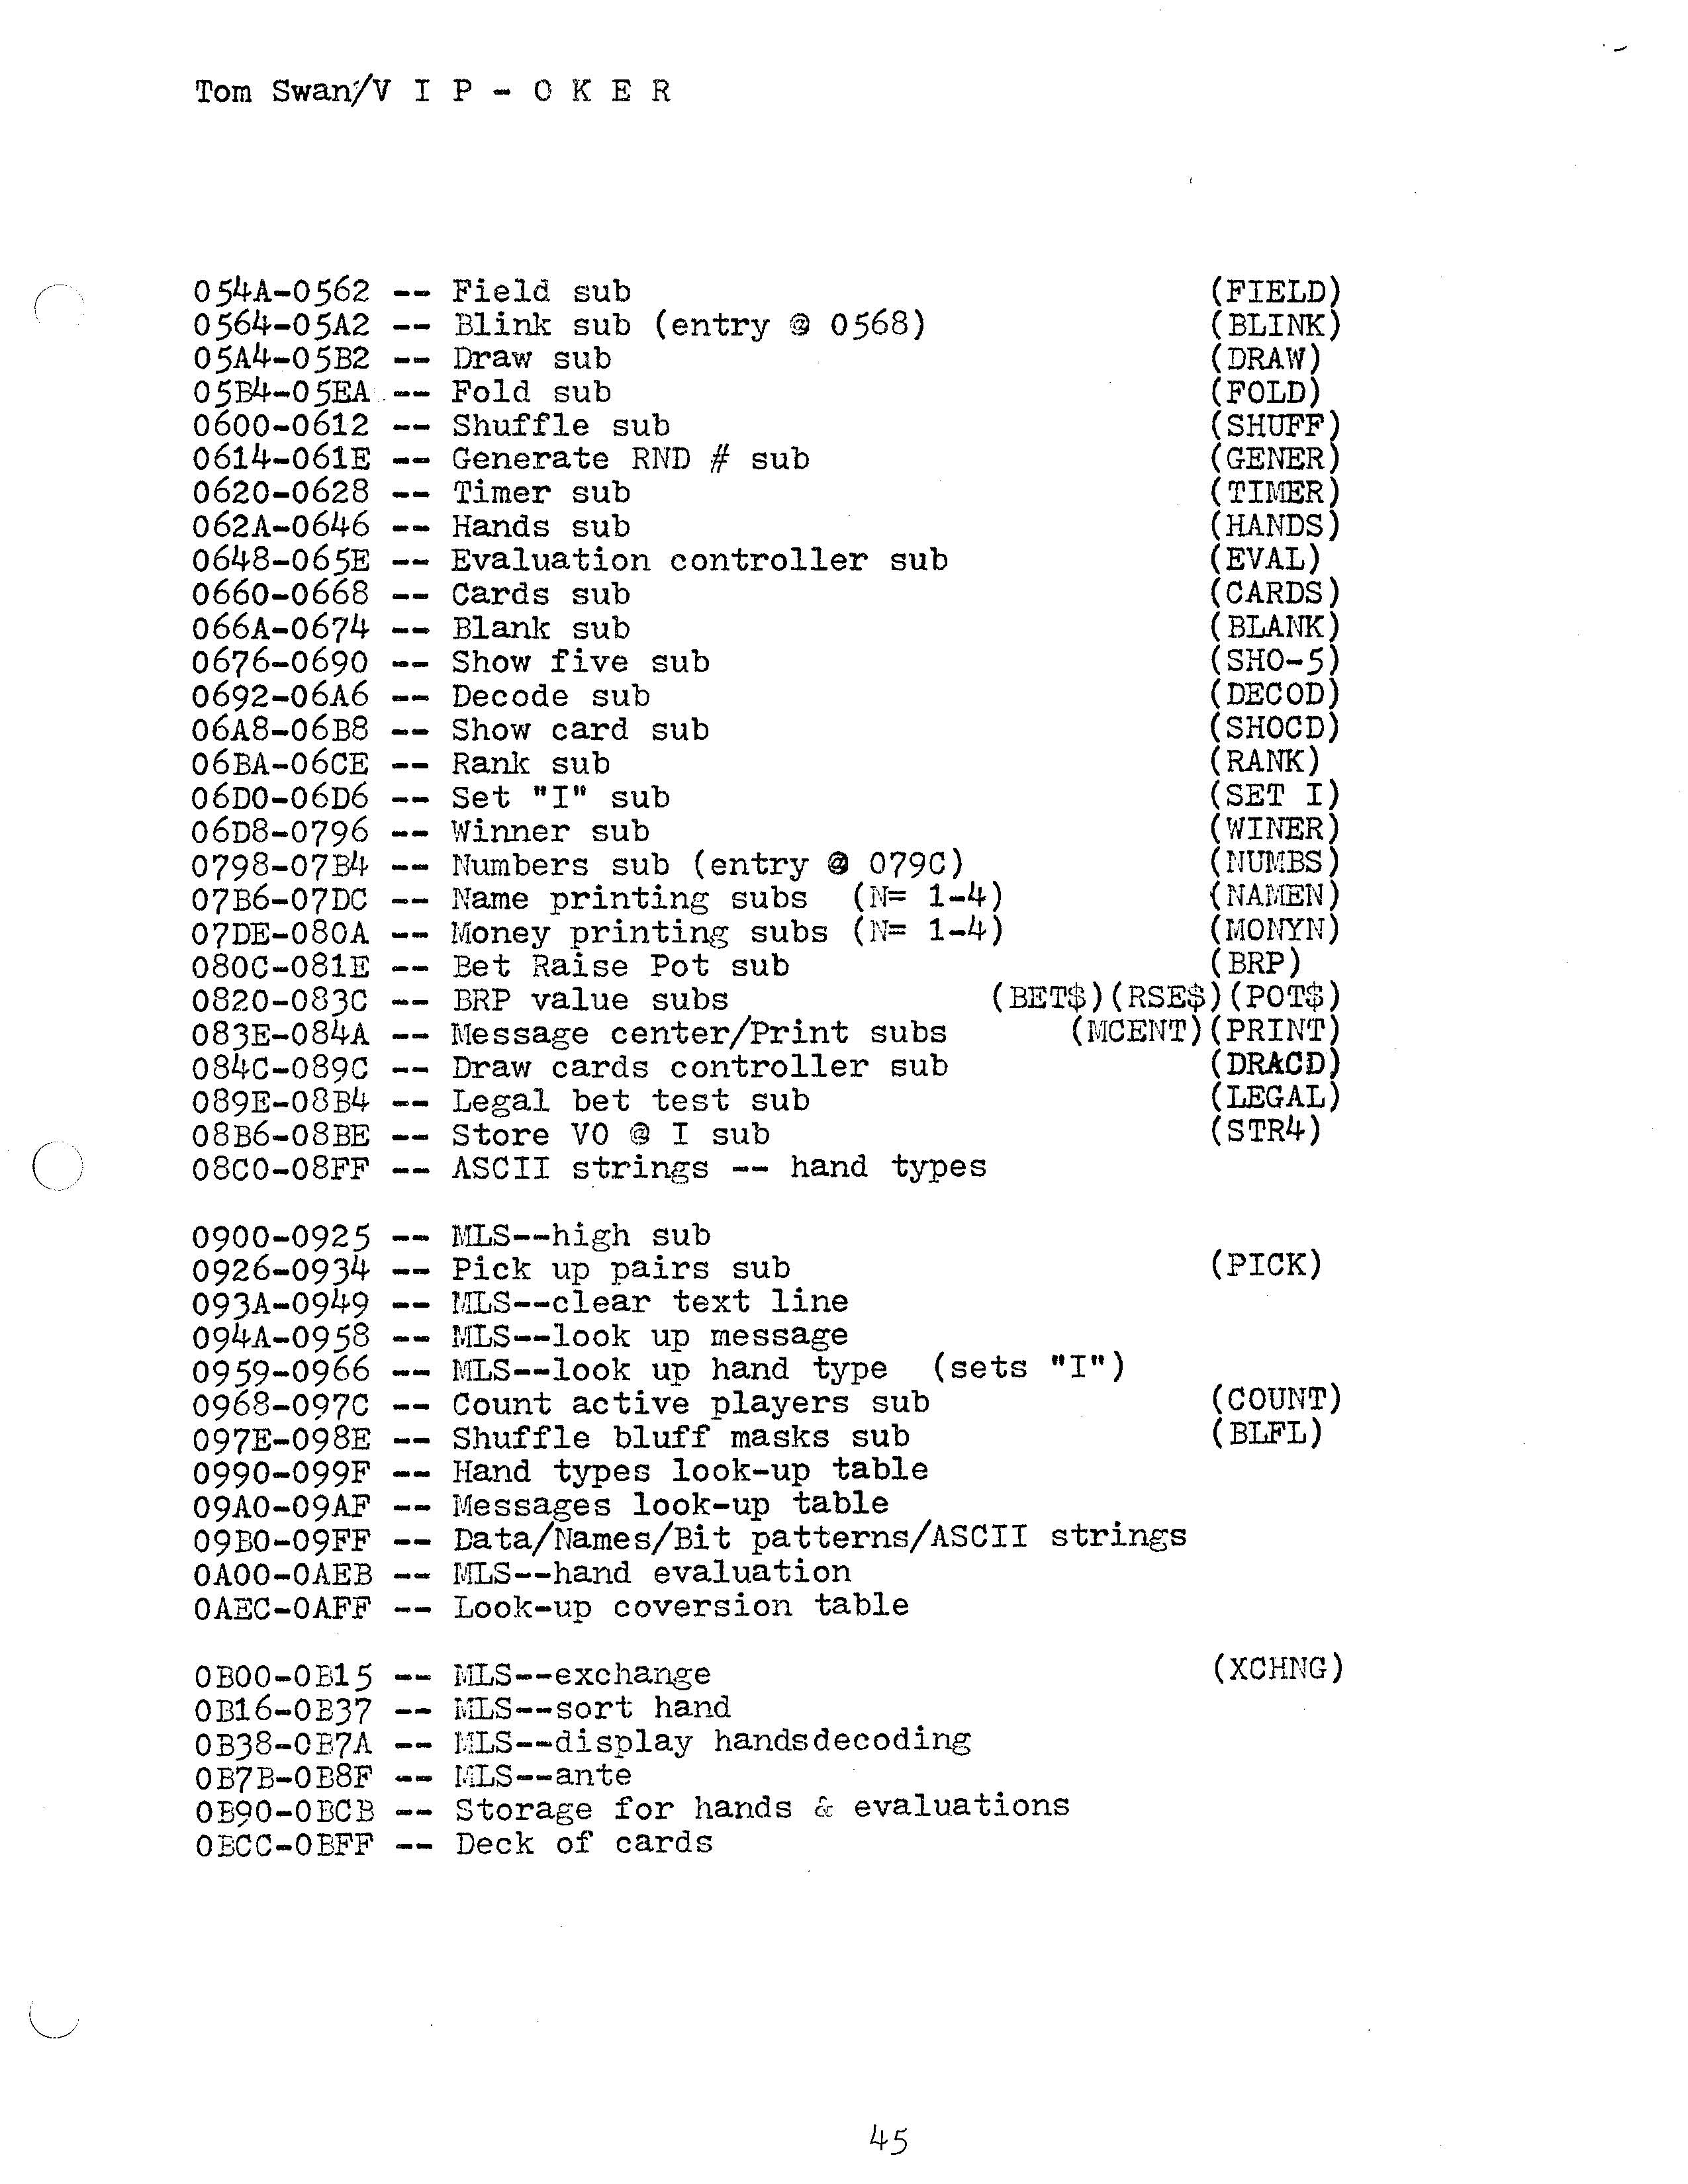 Tom Swan/V I P - O K E R
054A-0562 -- Field sub (FIELD)
0564-05A2 -- Blink sub (entry @ 0568) (BLINK)
05A4-05B2 -- Draw sub (DRAW)
05B4-05EA -- Fold sub (FOLD)
0600-0612 -- Shuffle sub (SHUFF)
0614-061E -- Generate RND # sub (GENER)
0620-0628 -- Timer sub (TIMER)
062A-0646 -- Hands sub (HANDS)
0648-065E -- Evaluation controller sub (EVAL)
0660-0668 -- Cards sub (CARDS)
066A-0674 -- Blank sub (BLANK)
0676-0690 -- Show five sub (SHO-5)
0692-06A6 -- Decode sub (DECOD)
06A8-06B8 -- Show card sub (SHOCD)
06BA-06CE -- Rank sub (RANK)
06D0-06D6 -- Set "I" sub (SET I)
06D8-0796 -- Winner sub (WINER)
0798-07B4 -- Numbers sub (entry @ 079C) (NUMBS)
07B6-07DC -- Name printing subs (N= 1-4) (NAMEN)
07DE-080A -- Money printing subs (N= 1-4) (MONYN)
080C-081E -- Bet Raise Pot sub (BRP)
0820-083C -- BRP value subs (BET$)(RSE$)(POT$)
083E-084A -- Message center/Print subs (MCENT)(PRINT)
084C-089C -- Draw cards controller sub (DRACD)
089E-08B4 -- Legal bet test sub (LEGAL)
08B6-08BE -- Store VO @ I sub (STR4)
08C0-08FF -- ASCII strings -- hand types
0900-0925 -- MLS--high sub
0926-0934 -- Pick up pairs sub (PICK)
093A-0949 -- MLS--clear text line
094A-0958 -- MLS--look up message
0959-0966 -- MLS--look up hand type (sets "I")
0968-097C -- Count active players sub (COUNT)
097E-098E -- Shuffle bluff masks sub (BLFL)
0990-099F -- Hand types look-up table
09A0-09AF -- Messages look-up table
09B0-09FF -- Data/Names/Bit patterns/ASCII strings
0A00-0AEB -- MLS--hand evaluation
0AEC-0AFF -- Look-up coversion table
0B00-0B15 -- MLS--exchange (XCHNG)
0B16-0B37 -- MLS--sort hand
0B38-0B7A -- MLS--display handsdecoding
0B7B-0B8F -- MLS--ante
0B90-0BCB -- Storage for hands & evaluations
0BCC-0BFF -- Deck of cards
45